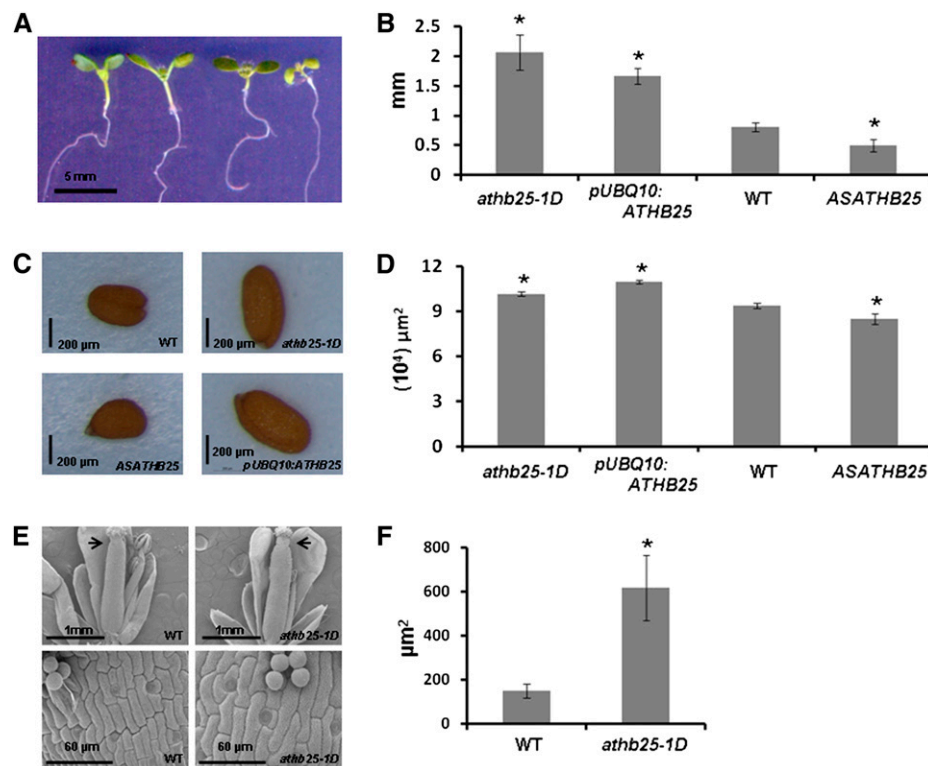 A
5 mm
B
mm
2.5
2
1.5
1
0.5
0
*
*
*
athb25-1D
pUBQ10:
ATHB25
WT
ASATHB25
C
200 µm
WT
200 µm
athb25-1D
200 µm
ASATHB25
200 µm
pUBQ10:ATHB25
D
(10⁴) µm²
12
9
6
3
0
*
*
*
athb25-1D
pUBQ10:
ATHB25
WT
ASATHB25
E
1mm
WT
1mm
athb25-1D
60 µm
WT
60 µm
athb25-1D
F
µm²
800
600
400
200
0
*
WT
athb25-1D